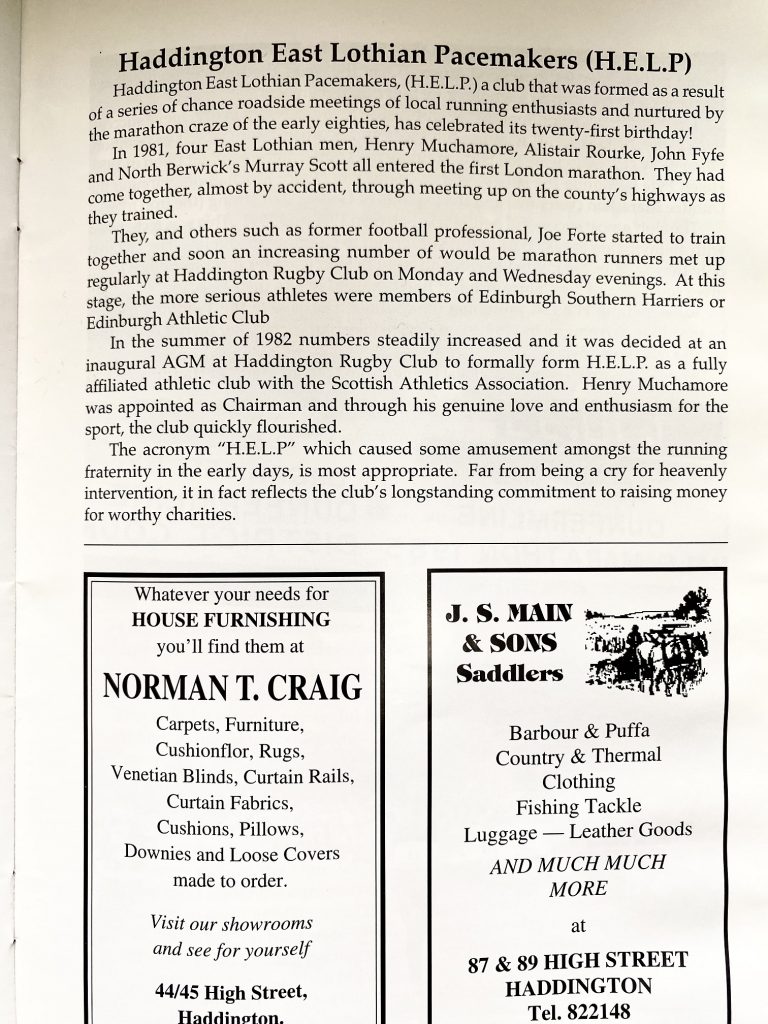 Haddington East Lothian Pacemakers (H.E.L.P)
Haddington East Lothian Pacemakers, (H.E.L.P.) a club that was formed as a result
of a series of chance roadside meetings of local running enthusiasts and nurtured by
the marathon craze of the early eighties, has celebrated its twenty-first birthday!
In 1981, four East Lothian men, Henry Muchamore, Alistair Rourke, John Fyfe
and North Berwick's Murray Scott all entered the first London marathon. They had
come together, almost by accident, through meeting up on the county's highways as
they trained.
They, and others such as former football professional, Joe Forte started to train
together and soon an increasing number of would be marathon runners met up
regularly at Haddington Rugby Club on Monday and Wednesday evenings. At this
stage, the more serious athletes were members of Edinburgh Southern Harriers or
Edinburgh Athletic Club
In the summer of 1982 numbers steadily increased and it was decided at an
inaugural AGM at Haddington Rugby Club to formally form H.E.L.P. as a fully
affiliated athletic club with the Scottish Athletics Association. Henry Muchamore
was appointed as Chairman and through his genuine love and enthusiasm for the
sport, the club quickly flourished.
The acronym "H.E.L.P" which caused some amusement amongst the running
fraternity in the early days, is most appropriate. Far from being a cry for heavenly
intervention, it in fact reflects the club's longstanding commitment to raising money
for worthy charities.
Whatever your needs for
HOUSE FURNISHING
you'll find them at
NORMAN T. CRAIG
Carpets, Furniture,
Cushionflor, Rugs,
Venetian Blinds, Curtain Rails,
Curtain Fabrics,
Cushions, Pillows,
Downies and Loose Covers
made to order.
Visit our showrooms
and see for yourself
44/45 High Street,
Haddington.
J. S. MAIN
& SONS
Saddlers
Barbour & Puffa
Country & Thermal
Clothing
Fishing Tackle
Luggage — Leather Goods
AND MUCH MUCH
MORE
at
87 & 89 HIGH STREET
HADDINGTON
Tel. 822148